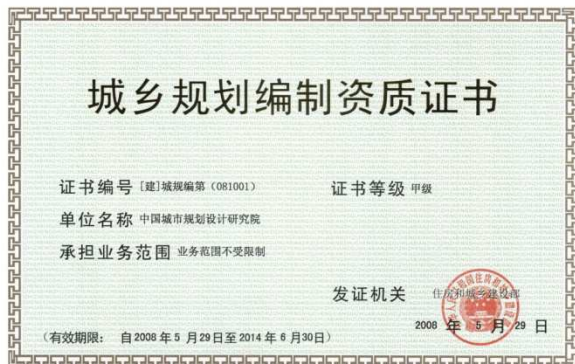 城乡规划编制资质证书
证书编号 [建]城规编第（081001） 证书等级 甲级
单位名称 中国城市规划设计研究院
承担业务范围 业务范围不受限制
发证机关 住房和城乡建设部
2008 年 5 月 29 日
（有效期限： 自2008年5 月29日至2014 年 6 月30日）